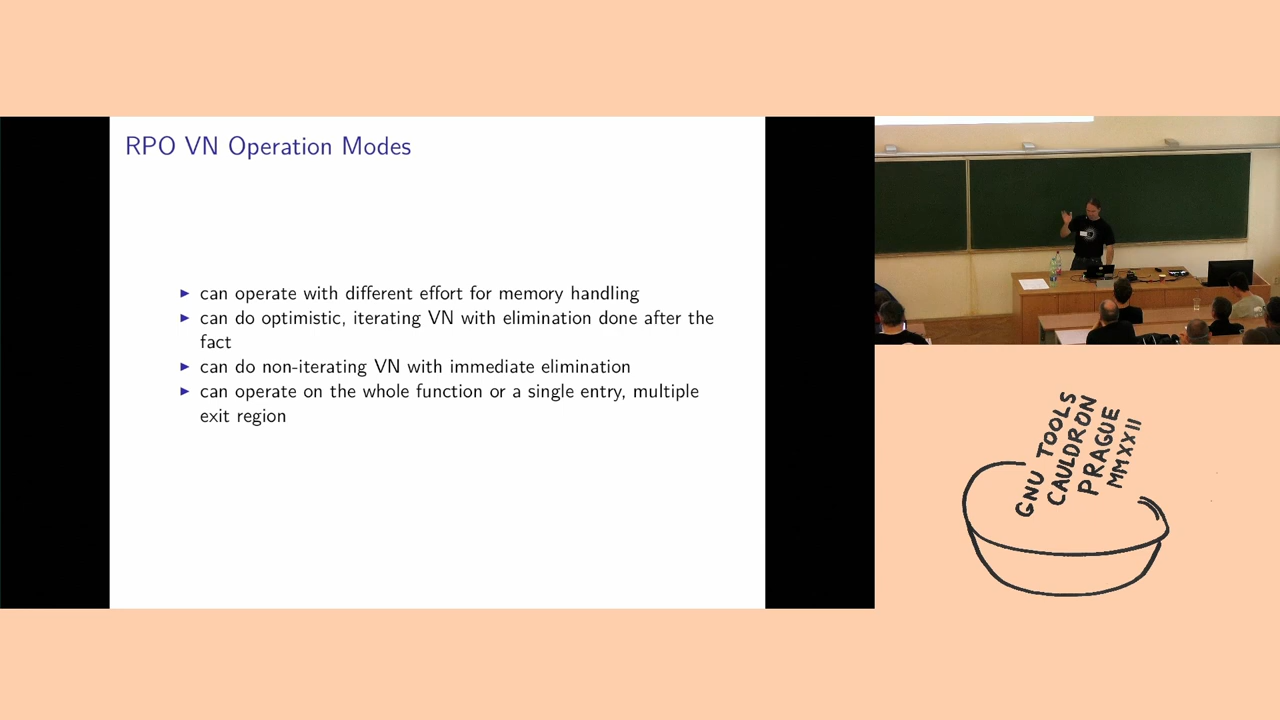 RPO VN Operation Modes
can operate with different effort for memory handling
can do optimistic, iterating VN with elimination done after the
fact
can do non-iterating VN with immediate elimination
can operate on the whole function or a single entry, multiple
exit region
GNU TOOLS
CAULDRON
PRAGUE
MMXXII